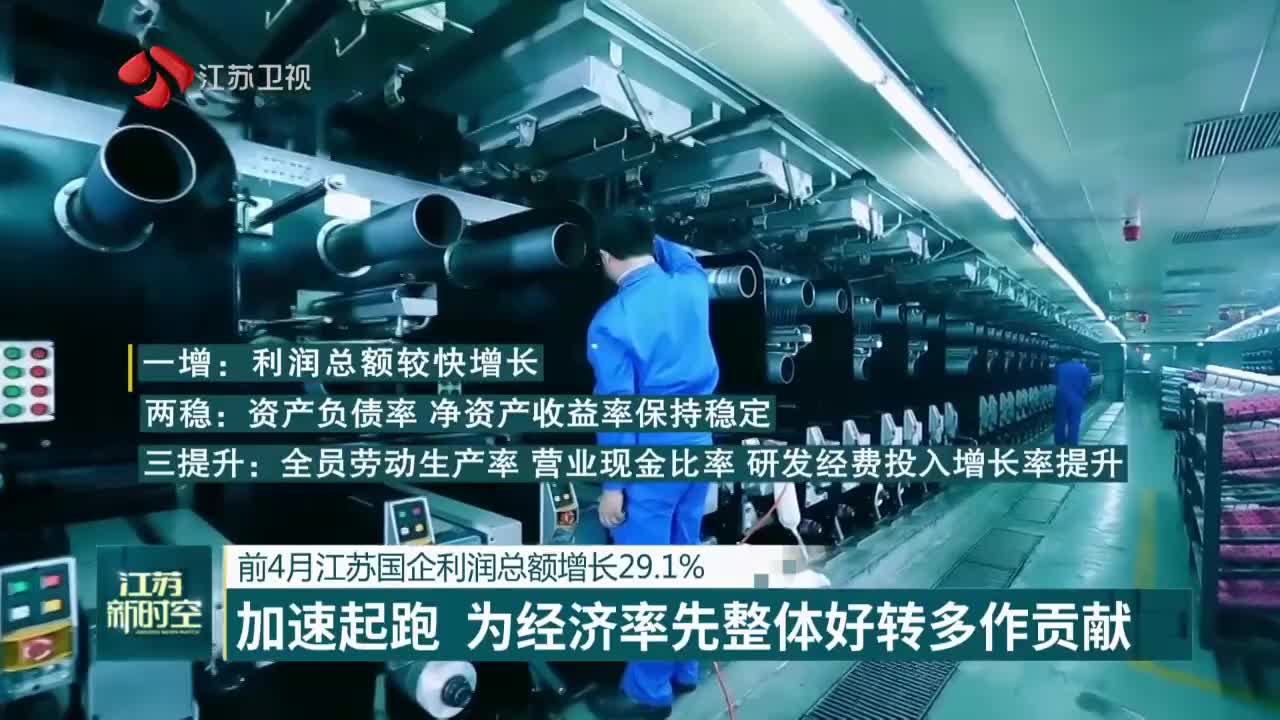 江苏卫视
一增：利润总额较快增长
两稳：资产负债率 净资产收益率保持稳定
三提升：全员劳动生产率 营业现金比率 研发经费投入增长率提升
前4月江苏国企利润总额增长29.1%
江苏
新时空
加速起跑 为经济率先整体好转多作贡献